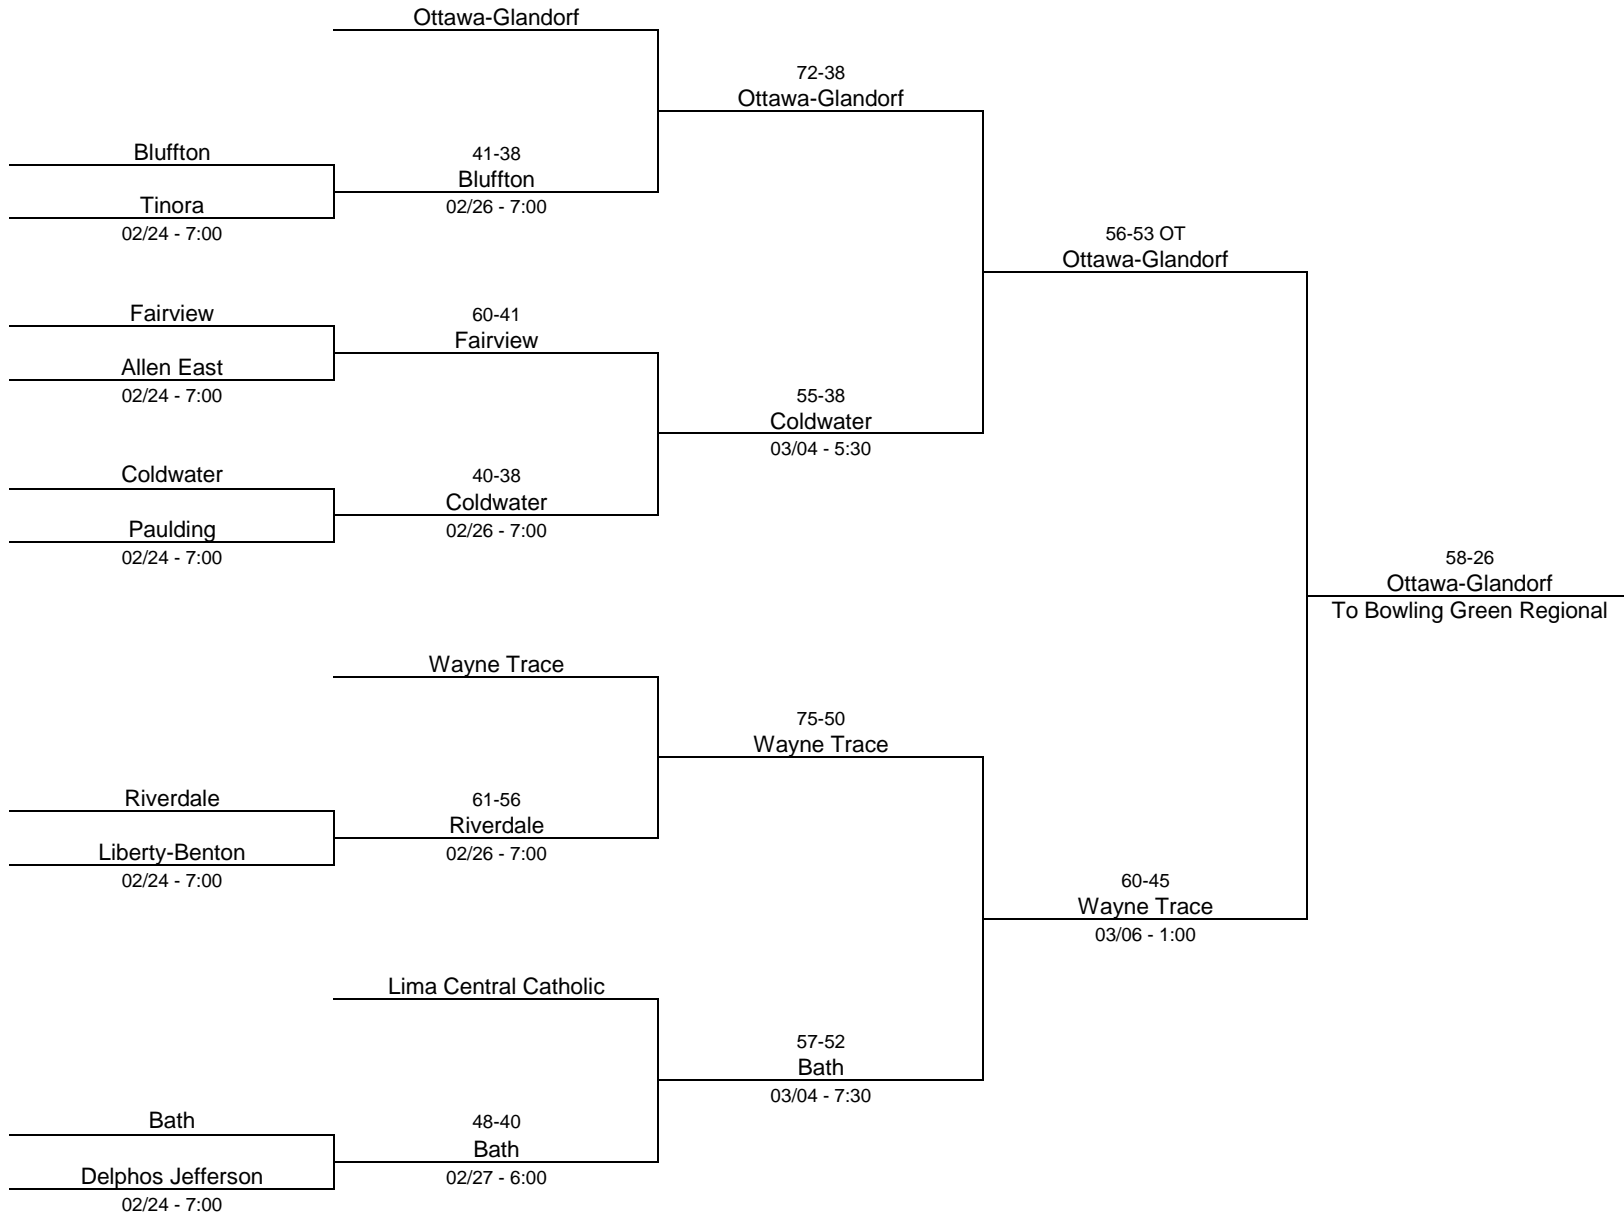 Ottawa-Glandorf
72-38
Ottawa-Glandorf
Bluffton
41-38
Bluffton
Tinora
02/26 - 7:00
02/24 - 7:00
56-53 OT
Ottawa-Glandorf
Fairview
60-41
Fairview
Allen East
02/24 - 7:00
55-38
Coldwater
03/04 - 5:30
Coldwater
40-38
Coldwater
Paulding
02/26 - 7:00
02/24 - 7:00
58-26
Ottawa-Glandorf
To Bowling Green Regional
Wayne Trace
75-50
Wayne Trace
Riverdale
61-56
Riverdale
Liberty-Benton
02/26 - 7:00
02/24 - 7:00
60-45
Wayne Trace
03/06 - 1:00
Lima Central Catholic
57-52
Bath
03/04 - 7:30
Bath
48-40
Bath
Delphos Jefferson
02/27 - 6:00
02/24 - 7:00